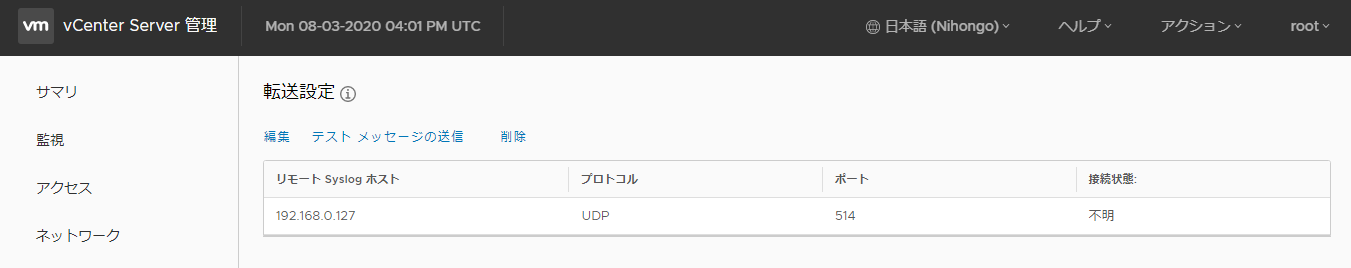 vm vCenter Server 管理 Mon 08-03-2020 04:01 PM UTC 日本語 (Nihongo) ヘルプ アクション root
サマリ
監視
アクセス
ネットワーク
転送設定
編集 テスト メッセージの送信 削除
リモート Syslog ホスト プロトコル ポート 接続状態:
192.168.0.127 UDP 514 不明